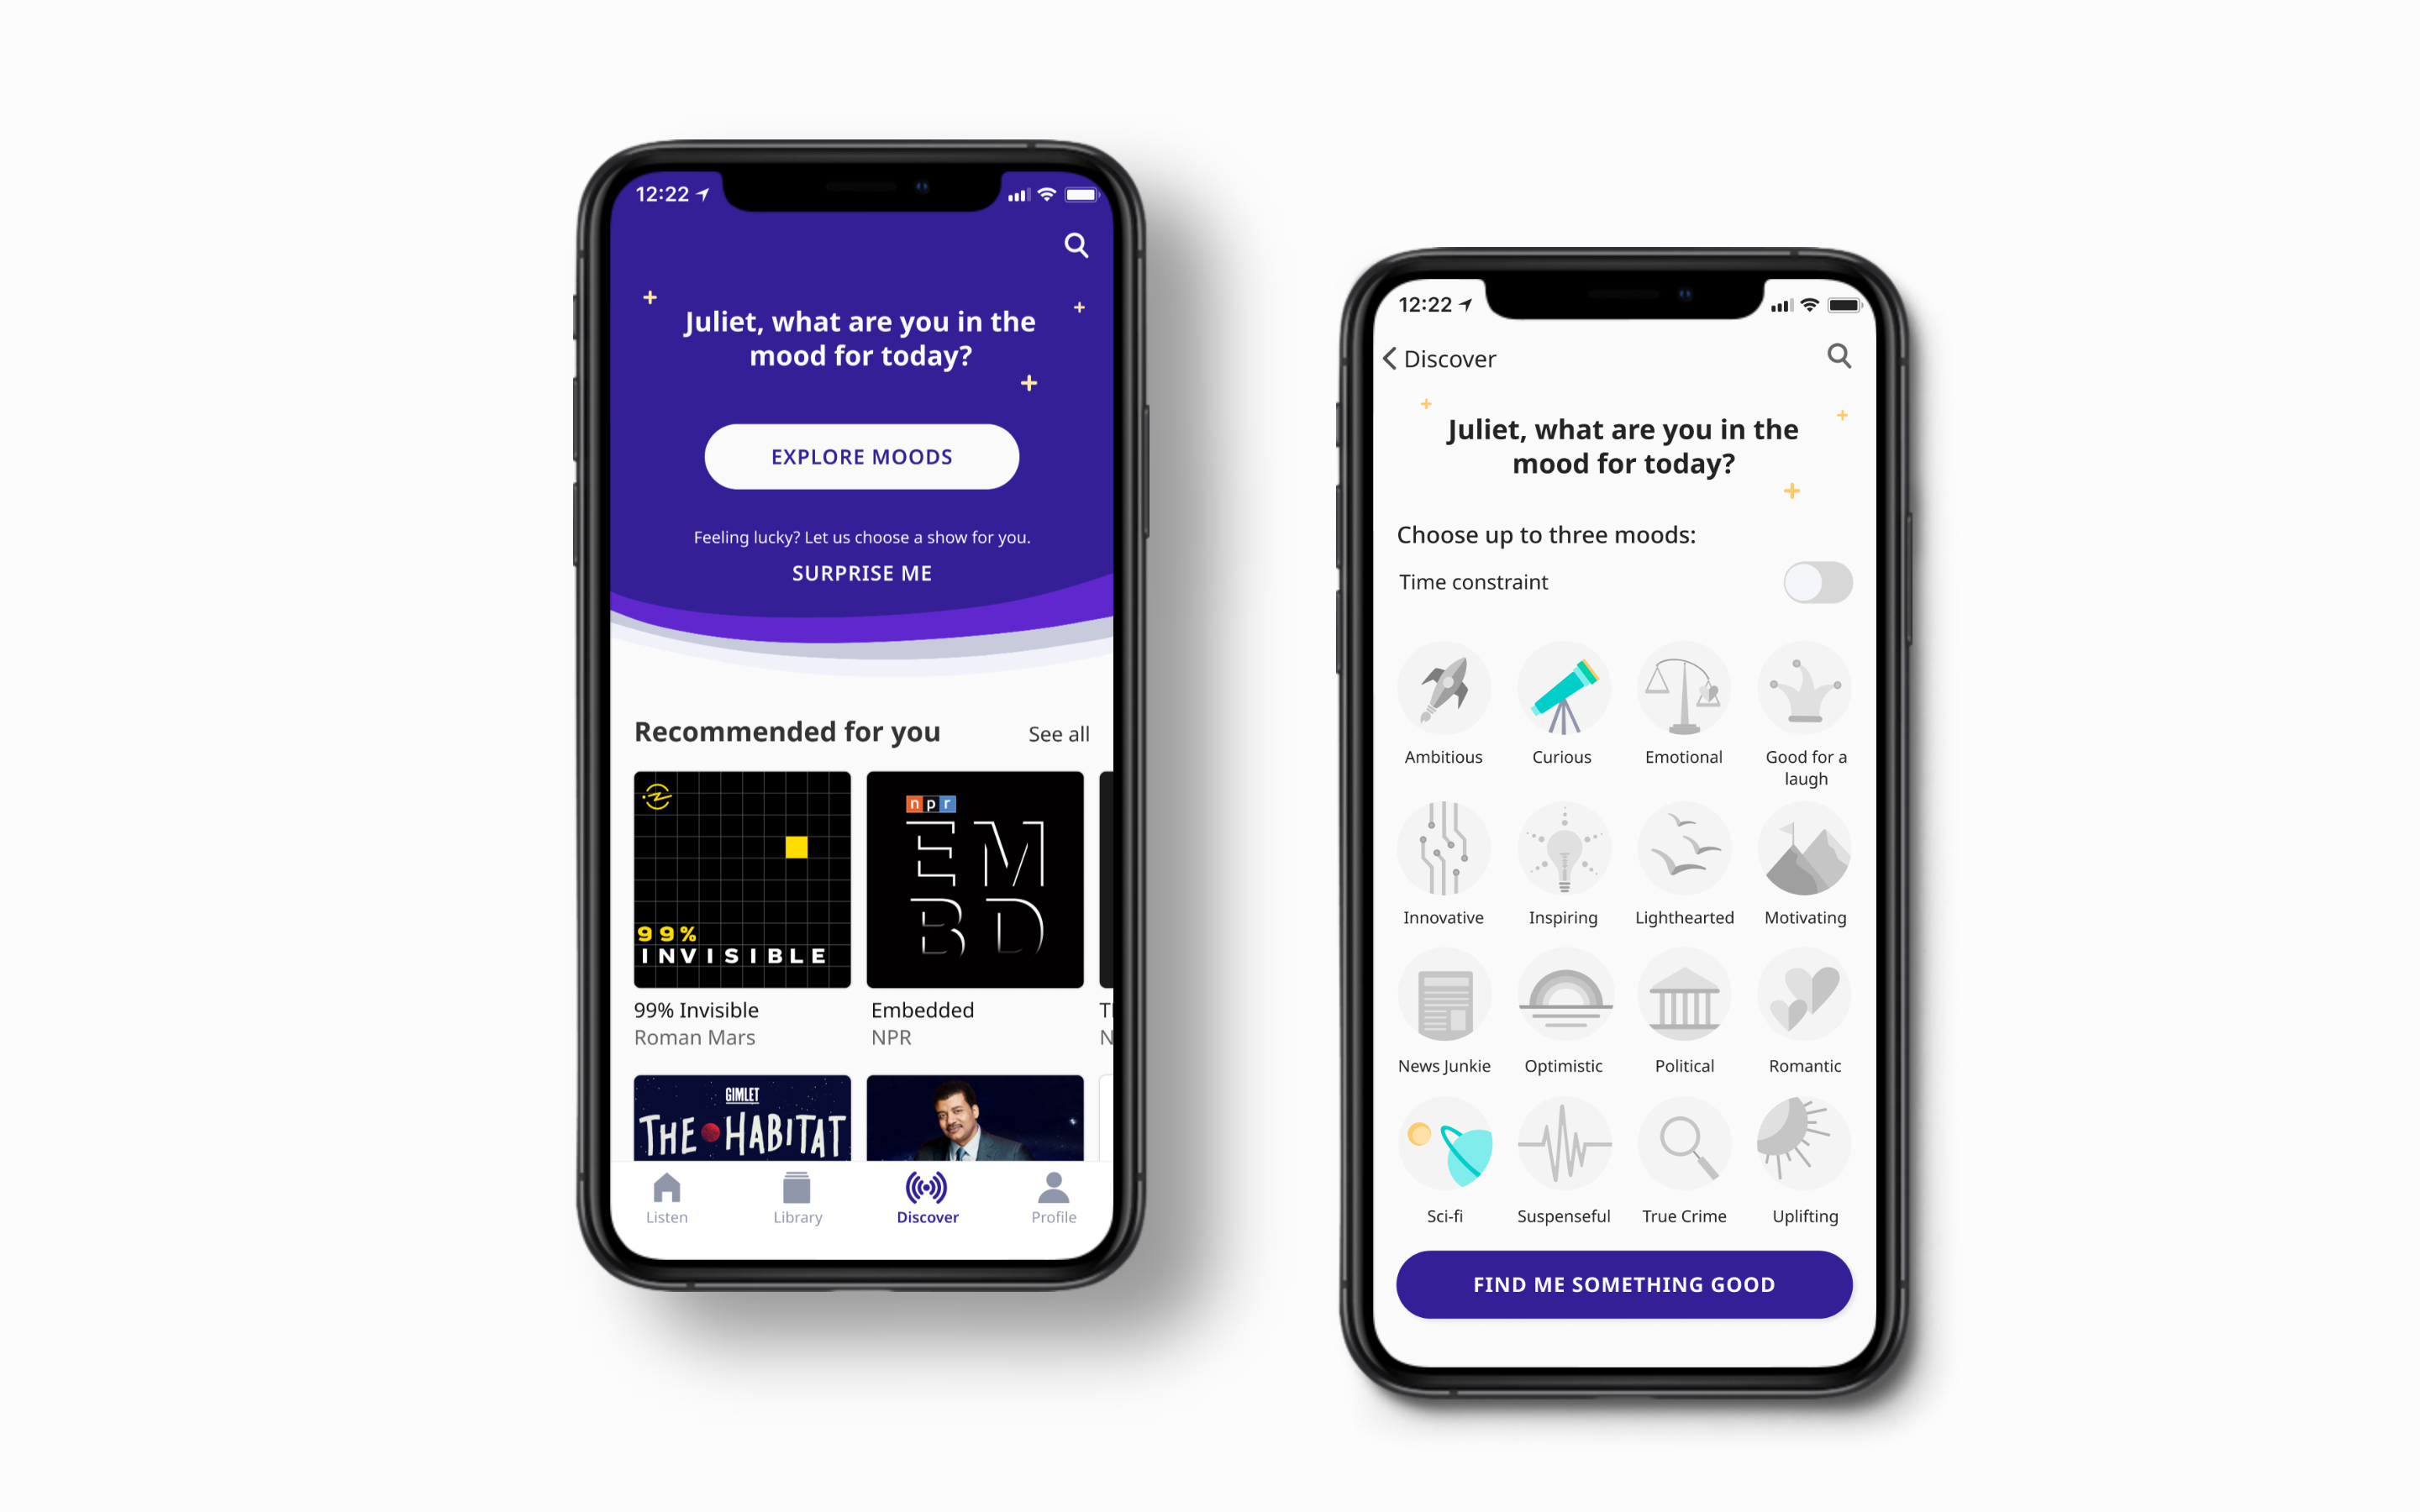 12:22
Juliet, what are you in the
mood for today?
EXPLORE MOODS
Feeling lucky? Let us choose a show for you.
SURPRISE ME
Recommended for you
See all
99%
INVISIBLE
npr
EM
BD
99% Invisible
Roman Mars
Embedded
NPR
GIMLET
THE HABITAT
Listen
Library
Discover
Profile
12:22
Discover
Juliet, what are you in the
mood for today?
Choose up to three moods:
Time constraint
Ambitious
Curious
Emotional
Good for a
laugh
Innovative
Inspiring
Lighthearted
Motivating
News Junkie
Optimistic
Political
Romantic
Sci-fi
Suspenseful
True Crime
Uplifting
FIND ME SOMETHING GOOD